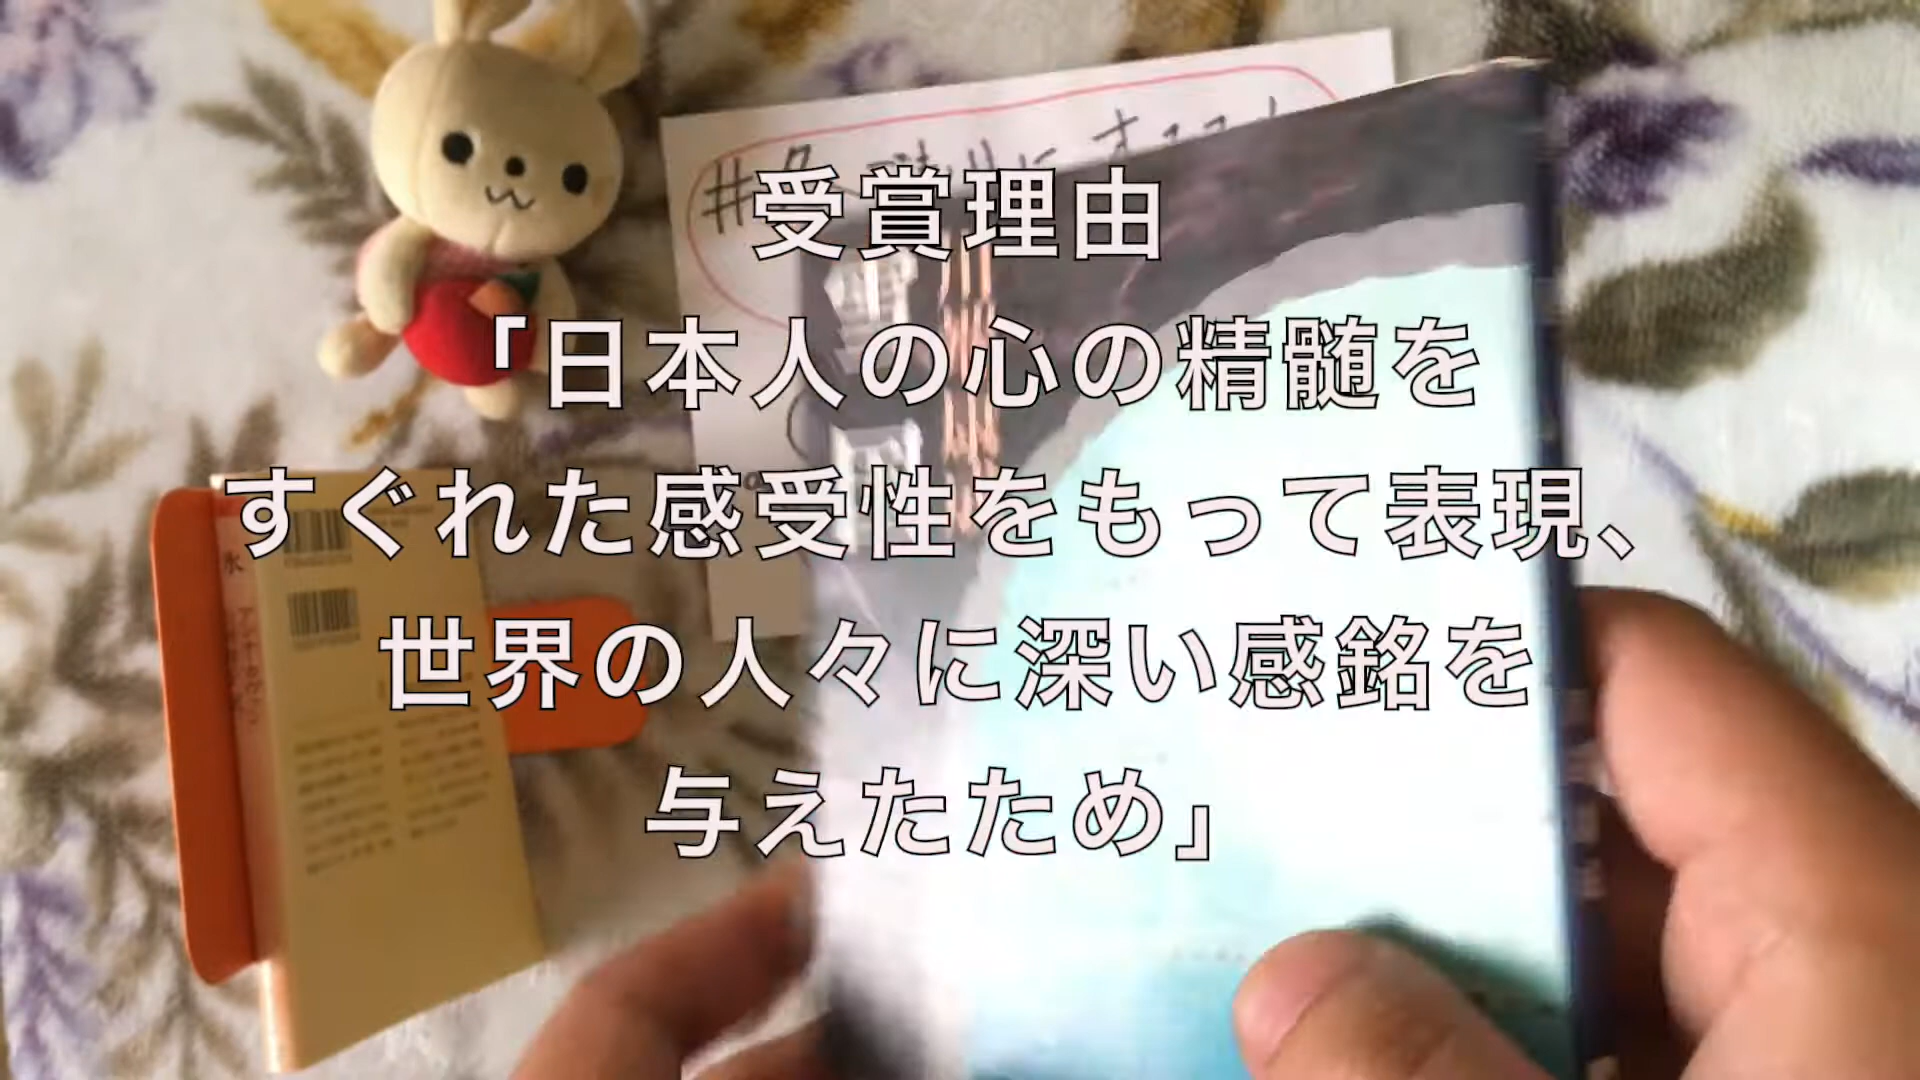 受賞理由
「日本人の心の精髄を
すぐれた感受性をもって表現、
世界の人々に深い感銘を
与えたため」